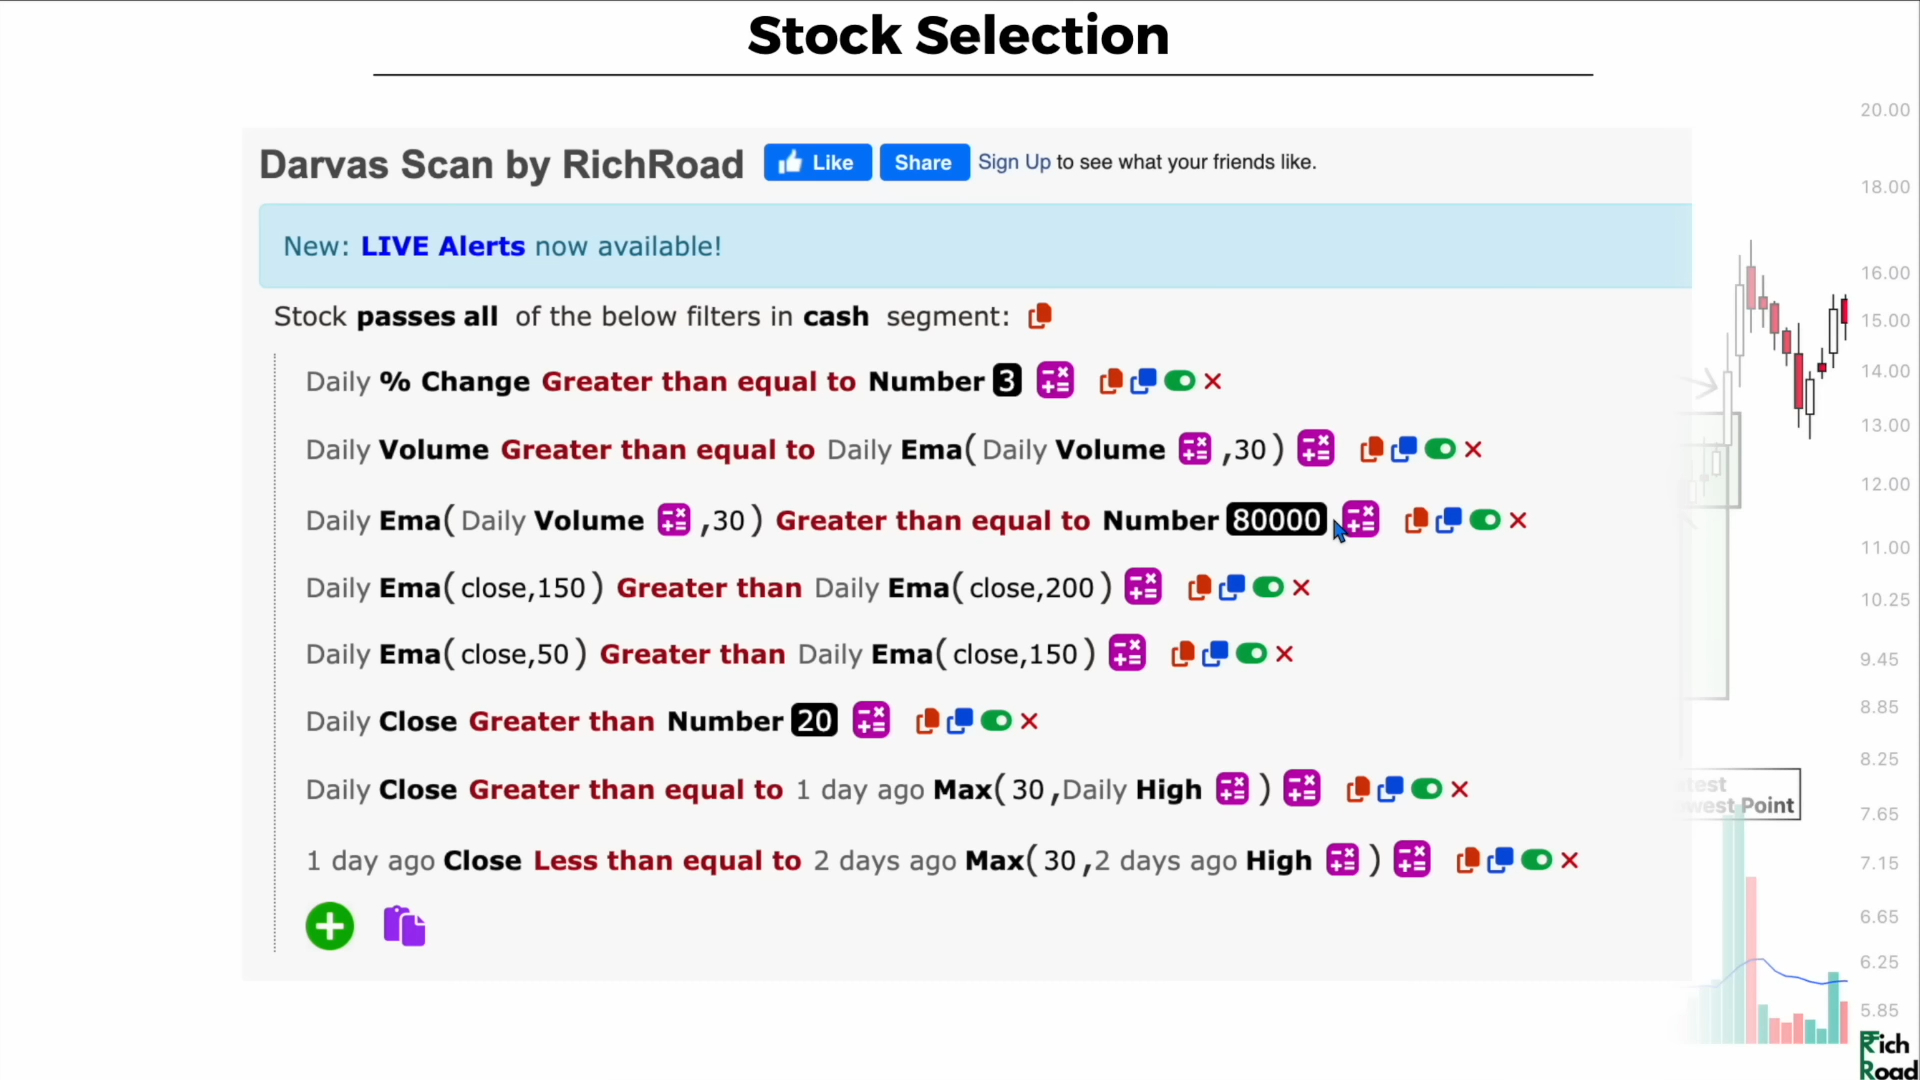 Stock Selection
Darvas Scan by RichRoad Like Share Sign Up to see what your friends like.
New: LIVE Alerts now available!
Stock passes all of the below filters in cash segment:
Daily % Change Greater than equal to Number 3
Daily Volume Greater than equal to Daily Ema( Daily Volume ,30 )
Daily Ema( Daily Volume ,30 ) Greater than equal to Number 80000
Daily Ema( close,150 ) Greater than Daily Ema( close,200 )
Daily Ema( close,50 ) Greater than Daily Ema( close,150 )
Daily Close Greater than Number 20
Daily Close Greater than equal to 1 day ago Max( 30 ,Daily High )
1 day ago Close Less than equal to 2 days ago Max( 30 ,2 days ago High )
20.00
18.00
16.00
15.00
14.00
13.00
12.00
11.00
10.25
9.45
8.85
8.25
7.65
7.15
6.65
6.25
5.85
Point
₹ich
Road